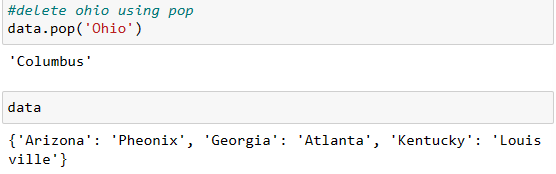 #delete ohio using pop
data.pop('Ohio')
'Columbus'
data
{'Arizona': 'Pheonix', 'Georgia': 'Atlanta', 'Kentucky': 'Louis
ville'}